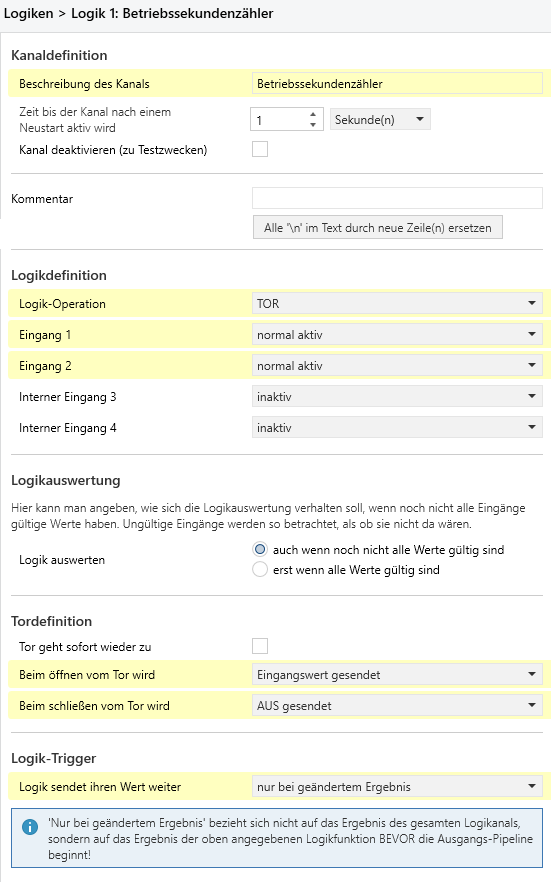 Logiken > Logik 1: Betriebssekundenzähler
Kanaldefinition
Beschreibung des Kanals
Betriebssekundenzähler
Zeit bis der Kanal nach einem
Neustart aktiv wird
1
Sekunde(n)
Kanal deaktivieren (zu Testzwecken)
Kommentar
Alle '\n' im Text durch neue Zeile(n) ersetzen
Logikdefinition
Logik-Operation
TOR
Eingang 1
normal aktiv
Eingang 2
normal aktiv
Interner Eingang 3
inaktiv
Interner Eingang 4
inaktiv
Logikauswertung
Hier kann man angeben, wie sich die Logikauswertung verhalten soll, wenn noch nicht alle Eingänge
gültige Werte haben. Ungültige Eingänge werden so betrachtet, als ob sie nicht da wären.
Logik auswerten
auch wenn noch nicht alle Werte gültig sind
erst wenn alle Werte gültig sind
Tordefinition
Tor geht sofort wieder zu
Beim öffnen vom Tor wird
Eingangswert gesendet
Beim schließen vom Tor wird
AUS gesendet
Logik-Trigger
Logik sendet ihren Wert weiter
nur bei geändertem Ergebnis
'Nur bei geändertem Ergebnis' bezieht sich nicht auf das Ergebnis des gesamten Logikanals,
sondern auf das Ergebnis der oben angegebenen Logikfunktion BEVOR die Ausgangs-Pipeline
beginnt!